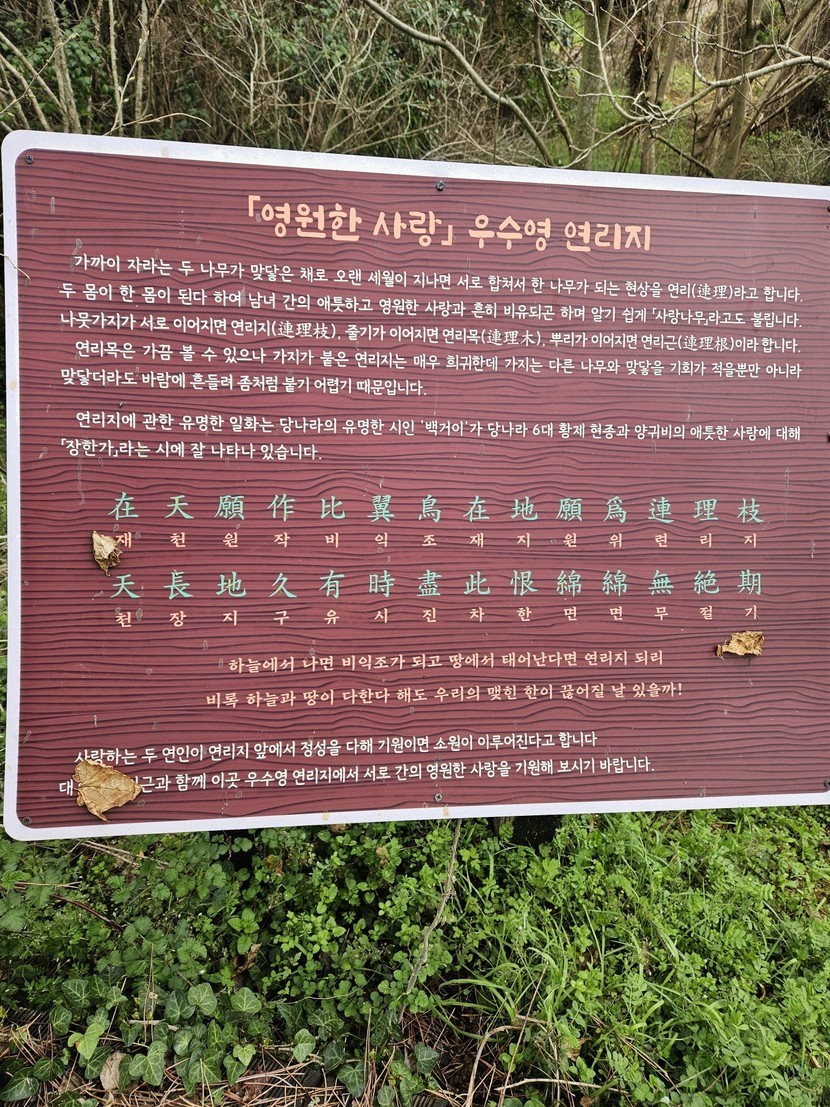 「영원한 사랑」 우수영 연리지
가까이 자라는 두 나무가 맞닿은 채로 오랜 세월이 지나면 서로 합쳐서 한 나무가 되는 현상을 연리(連理)라고 합니다.
두 몸이 한 몸이 된다 하여 남녀 간의 애틋하고 영원한 사랑과 흔히 비유되곤 하며 알기 쉽게 「사랑나무」라고도 불립니다.
나뭇가지가 서로 이어지면 연리지(連理枝), 줄기가 이어지면 연리목(連理木), 뿌리가 이어지면 연리근(連理根)이라 합니다.
연리목은 가끔 볼 수 있으나 가지가 붙은 연리지는 매우 희귀한데 가지는 다른 나무와 맞닿을 기회가 적을뿐만 아니라
맞닿더라도 바람에 흔들려 좀처럼 붙기 어렵기 때문입니다.
연리지에 관한 유명한 일화는 당나라의 유명한 시인 '백거이'가 당나라 6대 황제 현종과 양귀비의 애틋한 사랑에 대해
「장한가」라는 시에 잘 나타나 있습니다.
在天願作比翼鳥在地願爲連理枝
재천원작비익조재지원위련리지
天長地久有時盡此恨綿綿無絶期
천장지구유시진차한면면무절기
하늘에서 나면 비익조가 되고 땅에서 태어난다면 연리지 되리
비록 하늘과 땅이 다한다 해도 우리의 맺힌 한이 끊어질 날 있을까!
사랑하는 두 연인이 연리지 앞에서 정성을 다해 기원이면 소원이 이루어진다고 합니다
함께 이곳 우수영 연리지에서 서로 간의 영원한 사랑을 기원해 보시기 바랍니다.